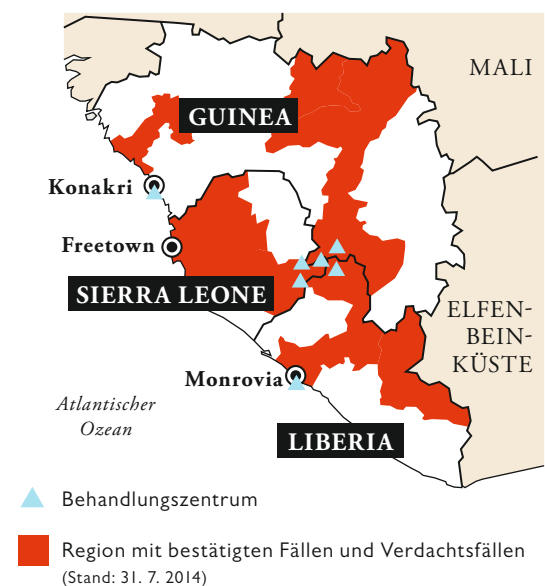 MALI
GUINEA
Konakri
Freetown
SIERRA LEONE
ELFEN-
BEIN-
KÜSTE
Monrovia
Atlantischer
Ozean
LIBERIA
Behandlungszentrum
Region mit bestätigten Fällen und Verdachtsfällen
(Stand: 31. 7. 2014)